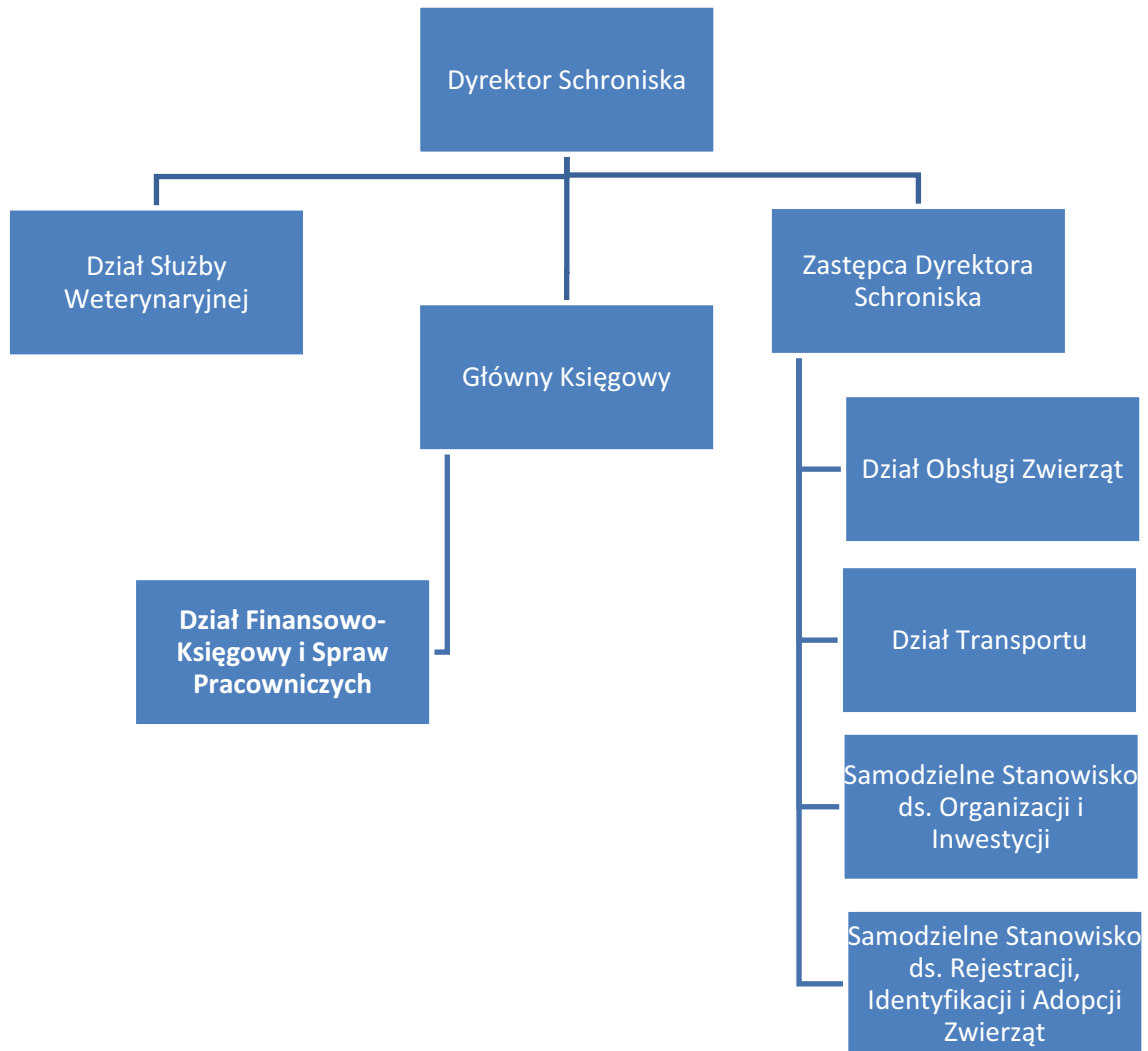 Dyrektor Schroniska
Dział Służby
Weterynaryjnej
Zastępca Dyrektora
Schroniska
Główny Księgowy
Dział Obsługi Zwierząt
Dział Finansowo-
Księgowy i Spraw
Pracowniczych
Dział Transportu
Samodzielne Stanowisko
ds. Organizacji i
Inwestycji
Samodzielne Stanowisko
ds. Rejestracji,
Identyfikacji i Adopcji
Zwierząt